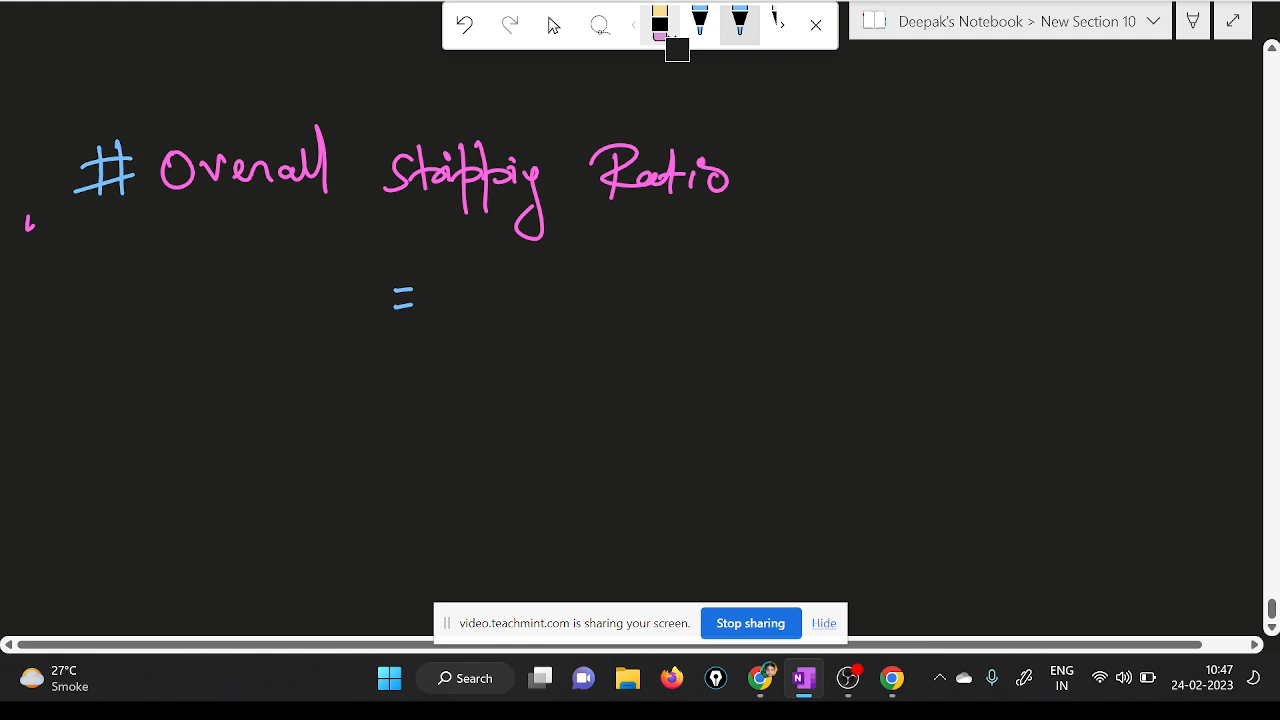 Deepak's Notebook > New Section 10
# Overall Stripping Ratio
=
video.teachmint.com is sharing your screen. Stop sharing Hide
27°C
Smoke
Search
ENG
IN
10:47
24-02-2023